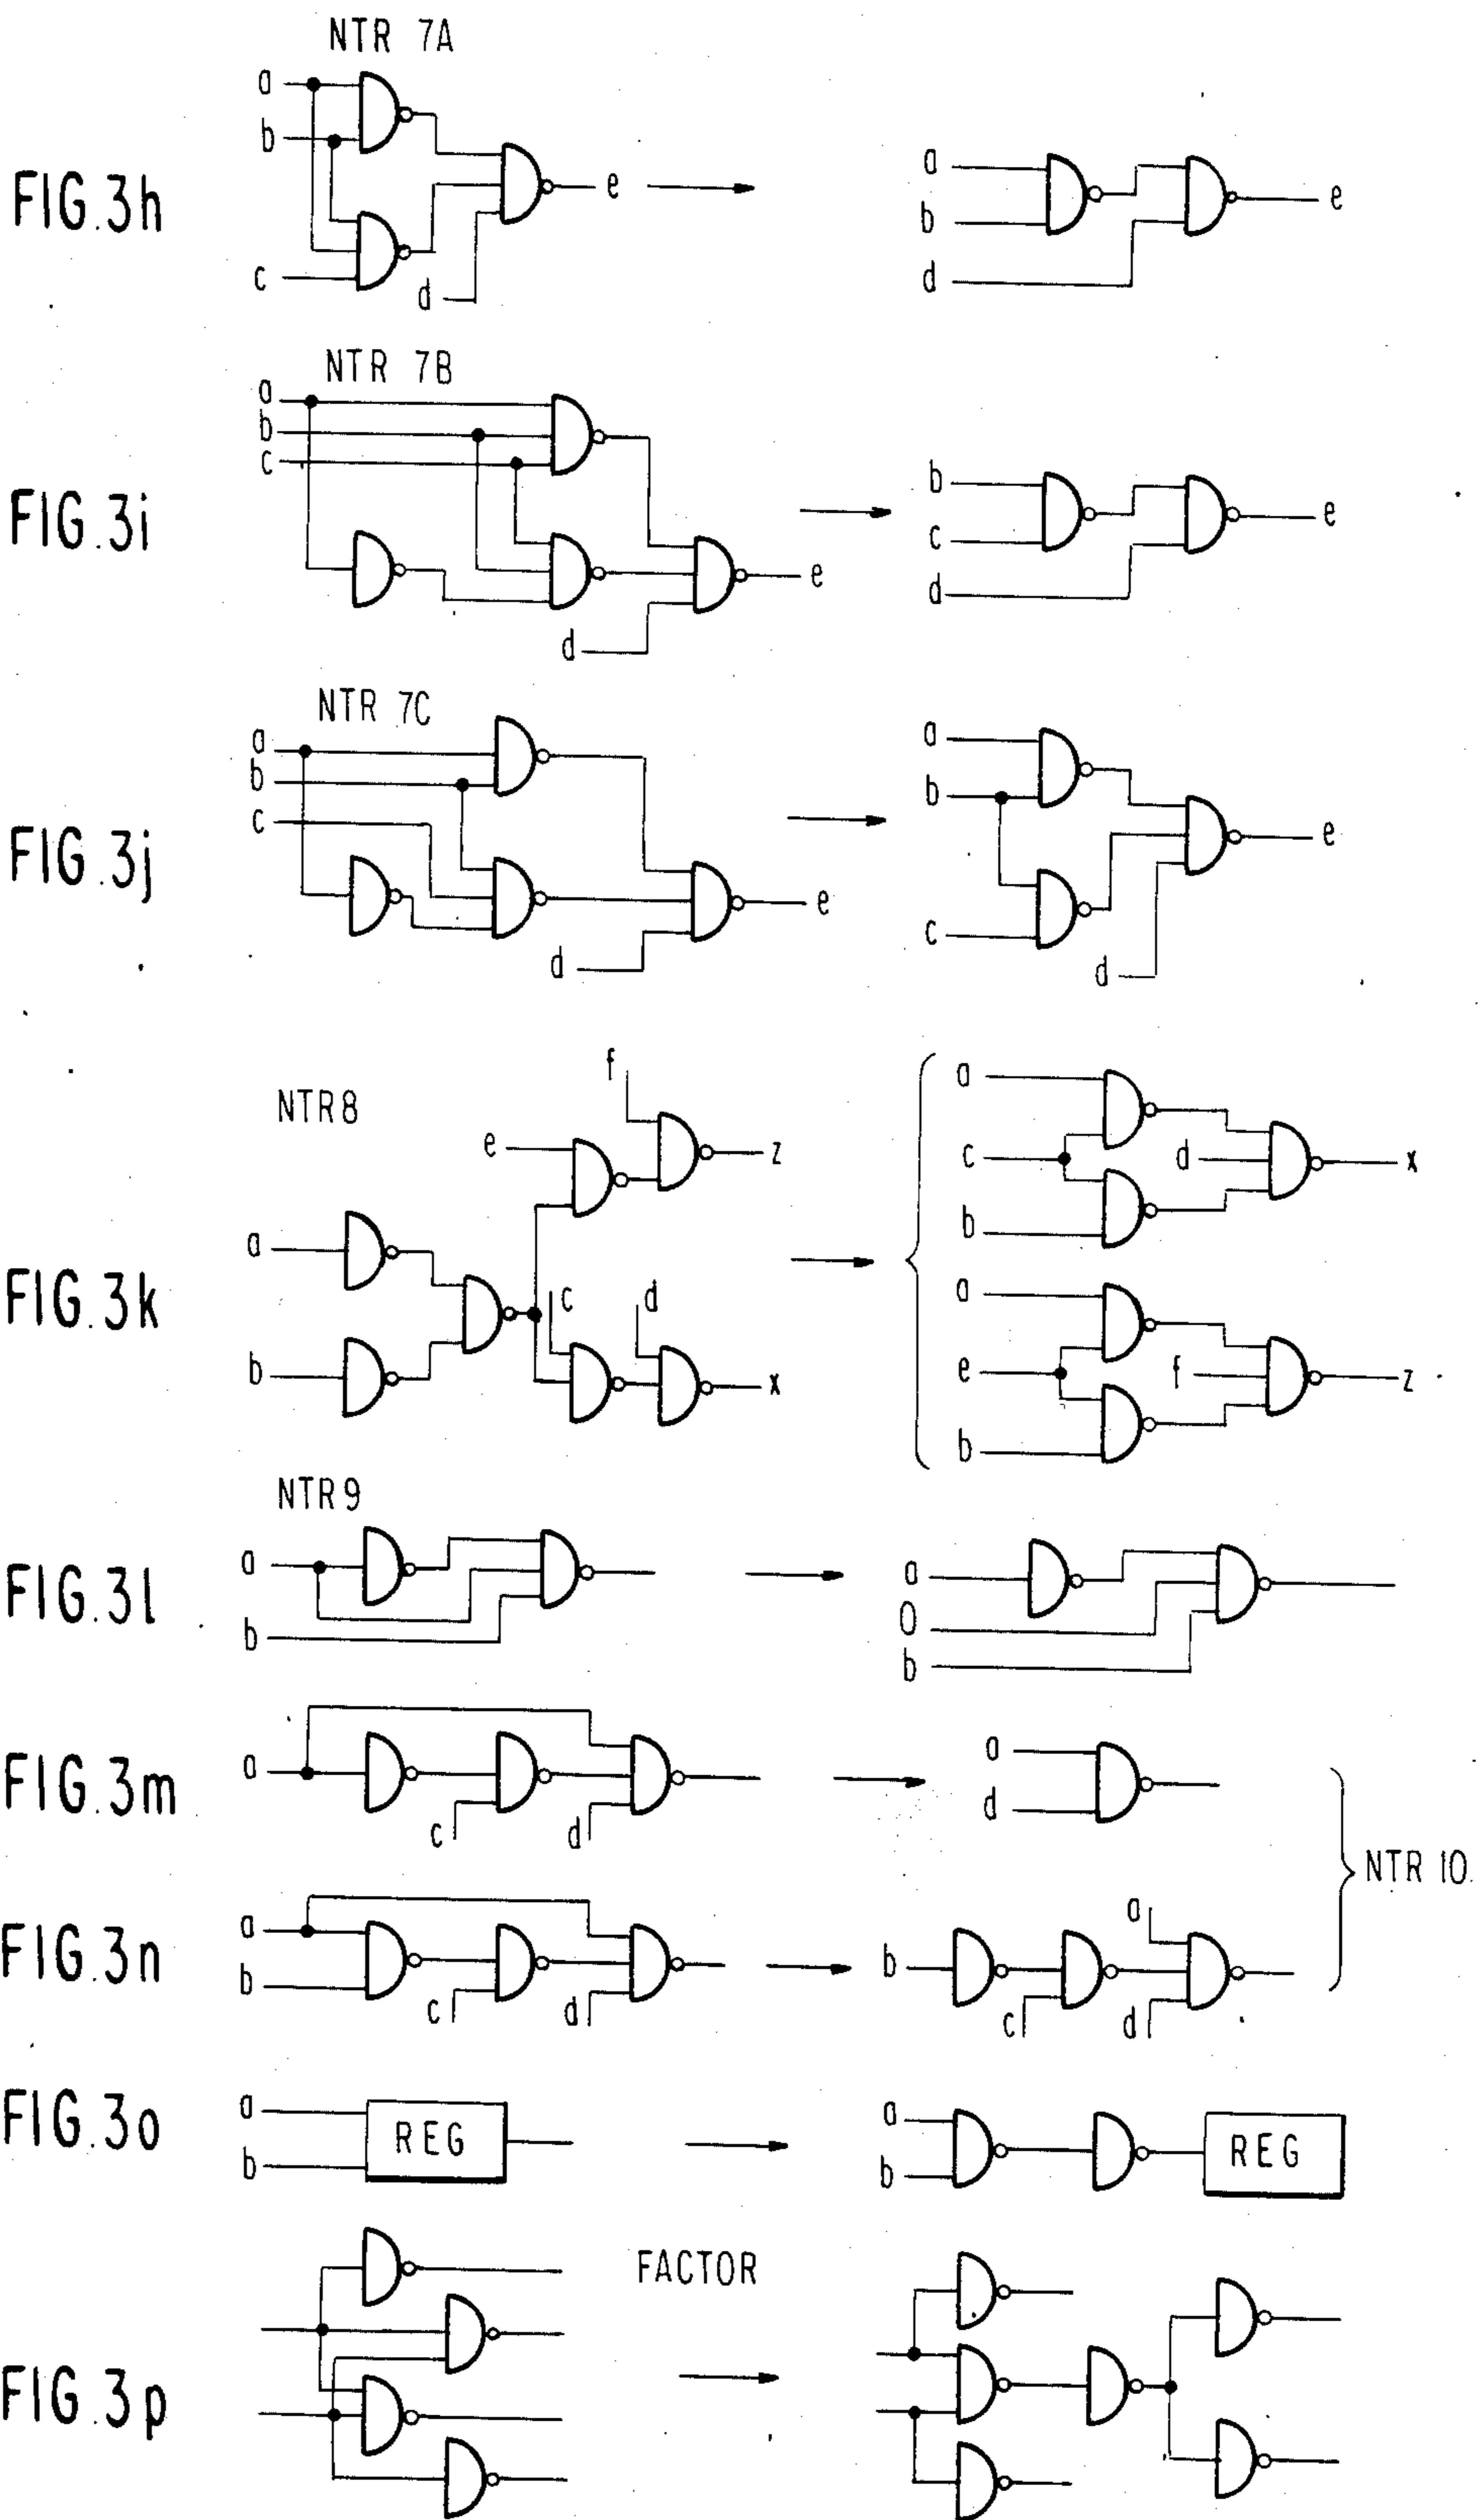 NTR 7A
a
b
c
d
e
a
b
d
e
FIG.3h
NTR 7B
a
b
c
d
e
b
c
d
e
FIG.3i
NTR 7C
a
b
c
d
e
a
b
c
d
e
FIG.3j
NTR8
f
e
z
a
b
c
d
x
a
c
d
b
x
a
e
f
b
z
FIG.3k
NTR9
a
b
a
0
b
FIG.3l
a
c
d
a
d
FIG.3m
NTR 10
a
b
c
d
a
b
c
d
FIG.3n
a
b
REG
a
b
REG
FIG.3o
FACTOR
FIG.3p